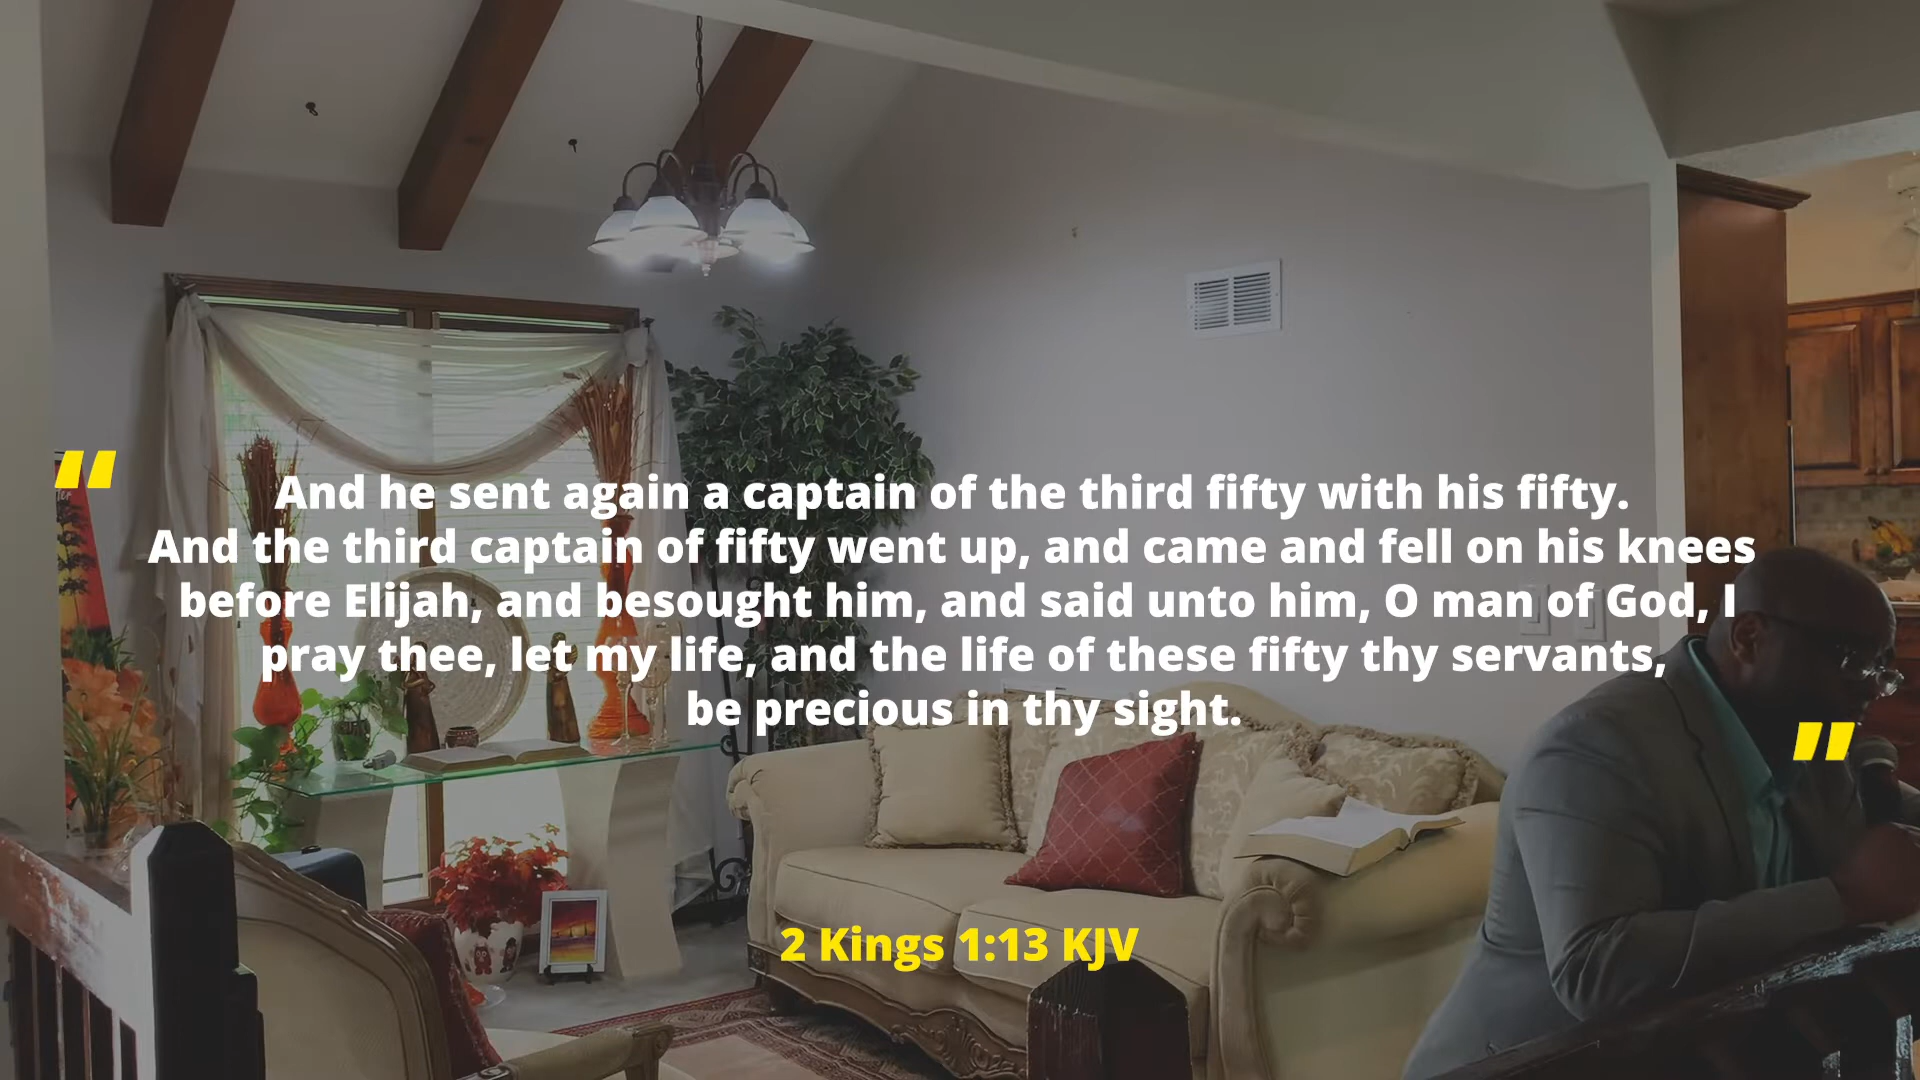 “
And he sent again a captain of the third fifty with his fifty.
And the third captain of fifty went up, and came and fell on his knees
before Elijah, and besought him, and said unto him, O man of God, I
pray thee, let my life, and the life of these fifty thy servants,
be precious in thy sight.
”
2 Kings 1:13 KJV